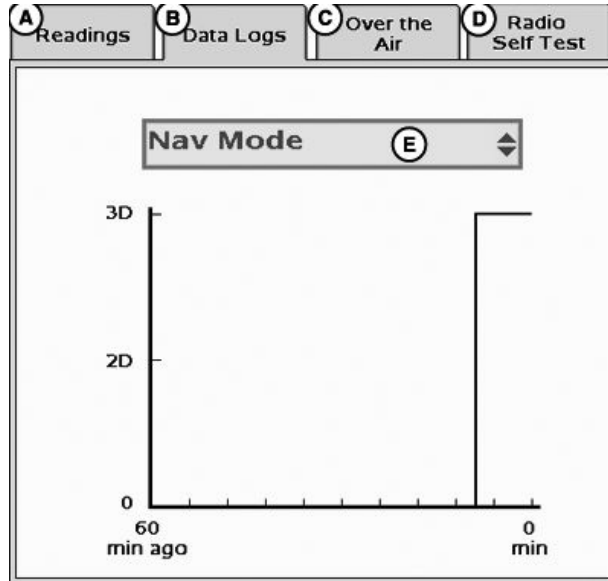 A
Readings
B
Data Logs
C
Over the
Air
D
Radio
Self Test
Nav Mode
E
3D
2D
0
60
min ago
0
min